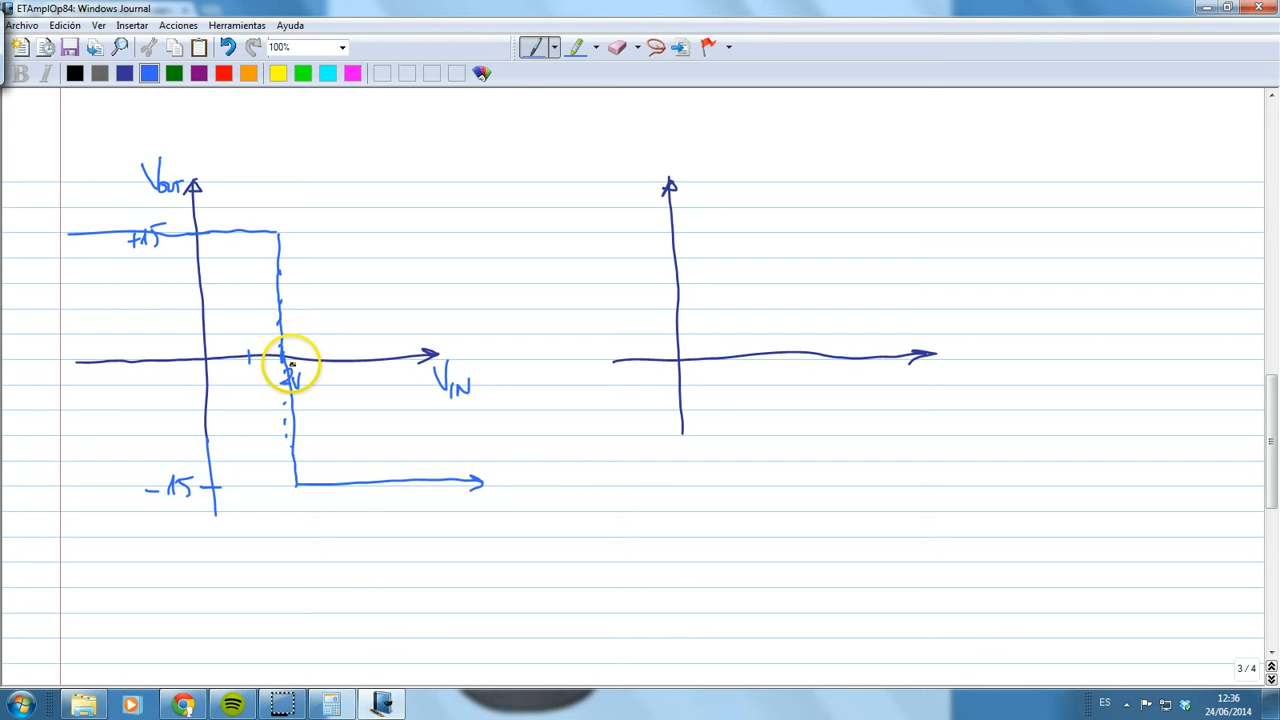 ETAmplOp84: Windows Journal
Archivo Edición Ver Insertar Acciones Herramientas Ayuda
100%
B I
VOUT
+15
2V
VIN
-15
3 / 4
ES
12:36
24/06/2014